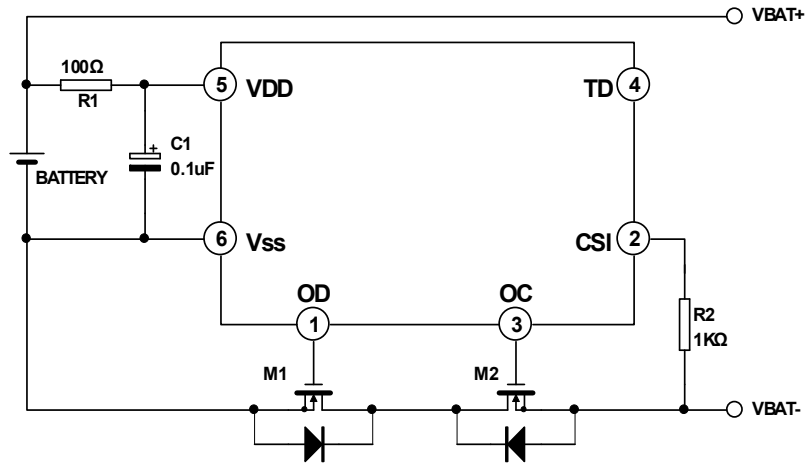 VBAT+
100Ω
R1
5
VDD
TD
4
+
C1
0.1uF
BATTERY
6
Vss
CSI
2
OD
1
OC
3
R2
1KΩ
M1
M2
VBAT-